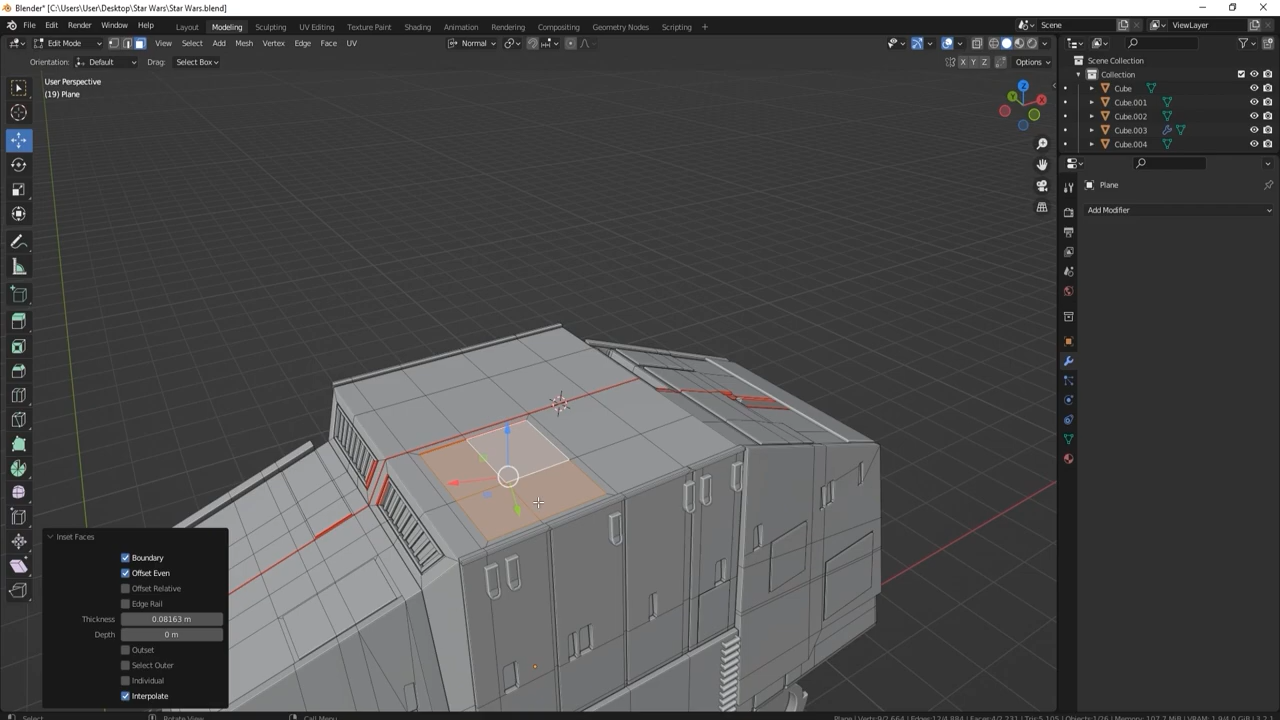 Blender* [C:\Users\User\Desktop\Star Wars\Star Wars.blend]
File Edit Render Window Help Layout Modeling Sculpting UV Editing Texture Paint Shading Animation Rendering Compositing Geometry Nodes Scripting + Scene ViewLayer
Edit Mode View Select Add Mesh Vertex Edge Face UV Normal
Orientation: Default Drag: Select Box X Y Z Options
Scene Collection
Collection
Cube
Cube.001
Cube.002
Cube.003
Cube.004
User Perspective
(19) Plane
Z
X
Y
Plane
Add Modifier
Inset Faces
Boundary
Offset Even
Offset Relative
Edge Rail
Thickness 0.08163 m
Depth 0 m
Outset
Select Outer
Individual
Interpolate
Select Rotate View Call Menu